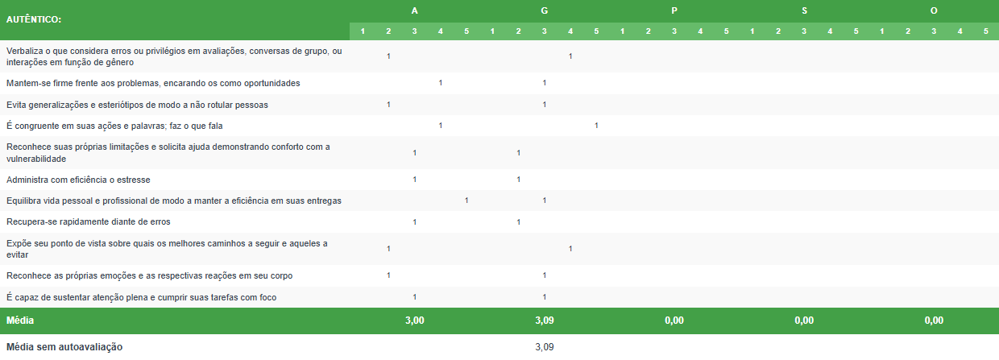 AUTÊNTICO: A G P S O
1 2 3 4 5 1 2 3 4 5 1 2 3 4 5 1 2 3 4 5 1 2 3 4 5
Verbaliza o que considera erros ou privilégios em avaliações, conversas de grupo, ou
interações em função de gênero 1 1
Mantem-se firme frente aos problemas, encarando os como oportunidades 1 1
Evita generalizações e esteriótipos de modo a não rotular pessoas 1 1
É congruente em suas ações e palavras; faz o que fala 1 1
Reconhece suas próprias limitações e solicita ajuda demonstrando conforto com a
vulnerabilidade 1 1
Administra com eficiência o estresse 1 1
Equilibra vida pessoal e profissional de modo a manter a eficiência em suas entregas 1 1
Recupera-se rapidamente diante de erros 1 1
Expõe seu ponto de vista sobre quais os melhores caminhos a seguir e aqueles a
evitar 1 1
Reconhece as próprias emoções e as respectivas reações em seu corpo 1 1
É capaz de sustentar atenção plena e cumprir suas tarefas com foco 1 1
Média 3,00 3,09 0,00 0,00 0,00
Média sem autoavaliação 3,09